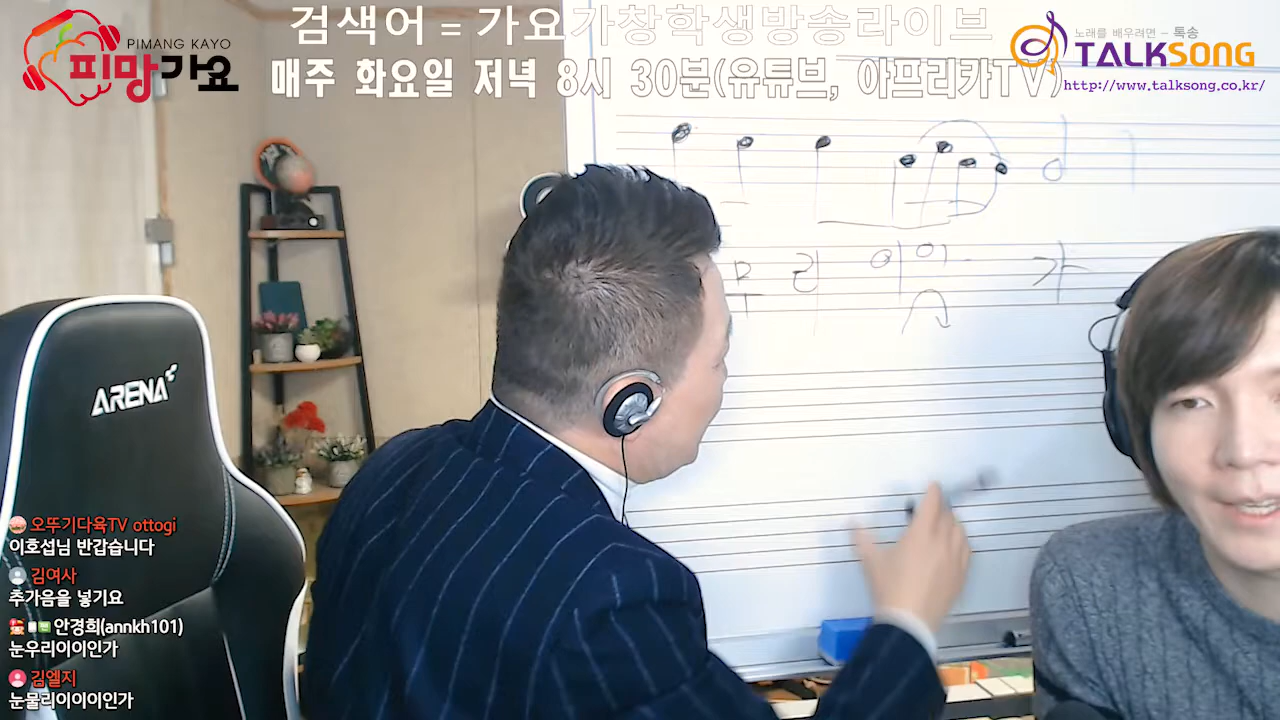 검색어 = 가요가창학생방송라이브
매주 화요일 저녁 8시 30분(유튜브, 아프리카TV)
PIMANG KAYO
피망가요
노래를 배우려면 - 톡송
TALKSONG
http://www.talksong.co.kr/
우 리 이 이 - 가
ARENA
오뚜기다육TV ottogi
이호섭님 반갑습니다
김여사
추가음을 넣기요
안경희(annkh101)
눈우리이이인가
김엘지
눈물리이이이인가